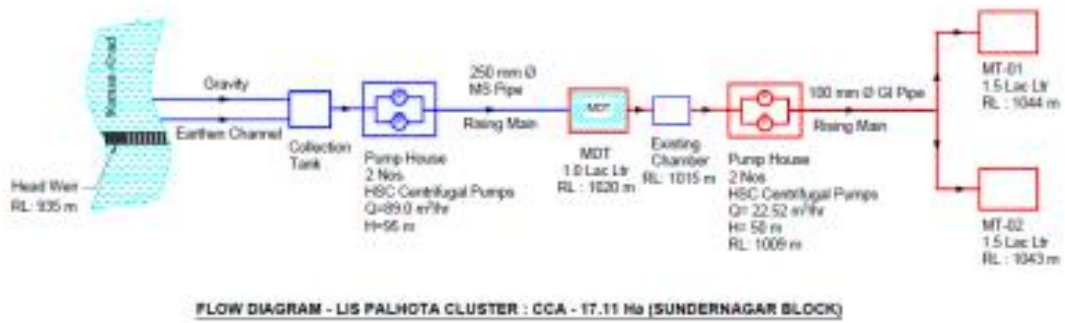 Gravity
Earthen Channel
Head Weir
RL: 935 m
Collection
Tank
Pump House
2 Nos
HSC Centrifugal Pumps
Q=89.0 m³/hr
H=95 m
250 mm Ø
MS Pipe
Rising Main
MDT
MDT
1.0 Lac Ltr
RL : 1020 m
Existing
Chamber
RL: 1015 m
Pump House
2 Nos
HSC Centrifugal Pumps
Q= 22.52 m³/hr
H= 50 m
RL: 1009 m
100 mm Ø GI Pipe
Rising Main
MT-01
1.5 Lac Ltr
RL : 1044 m
MT-02
1.5 Lac Ltr
RL : 1043 m
FLOW DIAGRAM - LIS PALHOTA CLUSTER : CCA - 17.11 Ha (SUNDERNAGAR BLOCK)